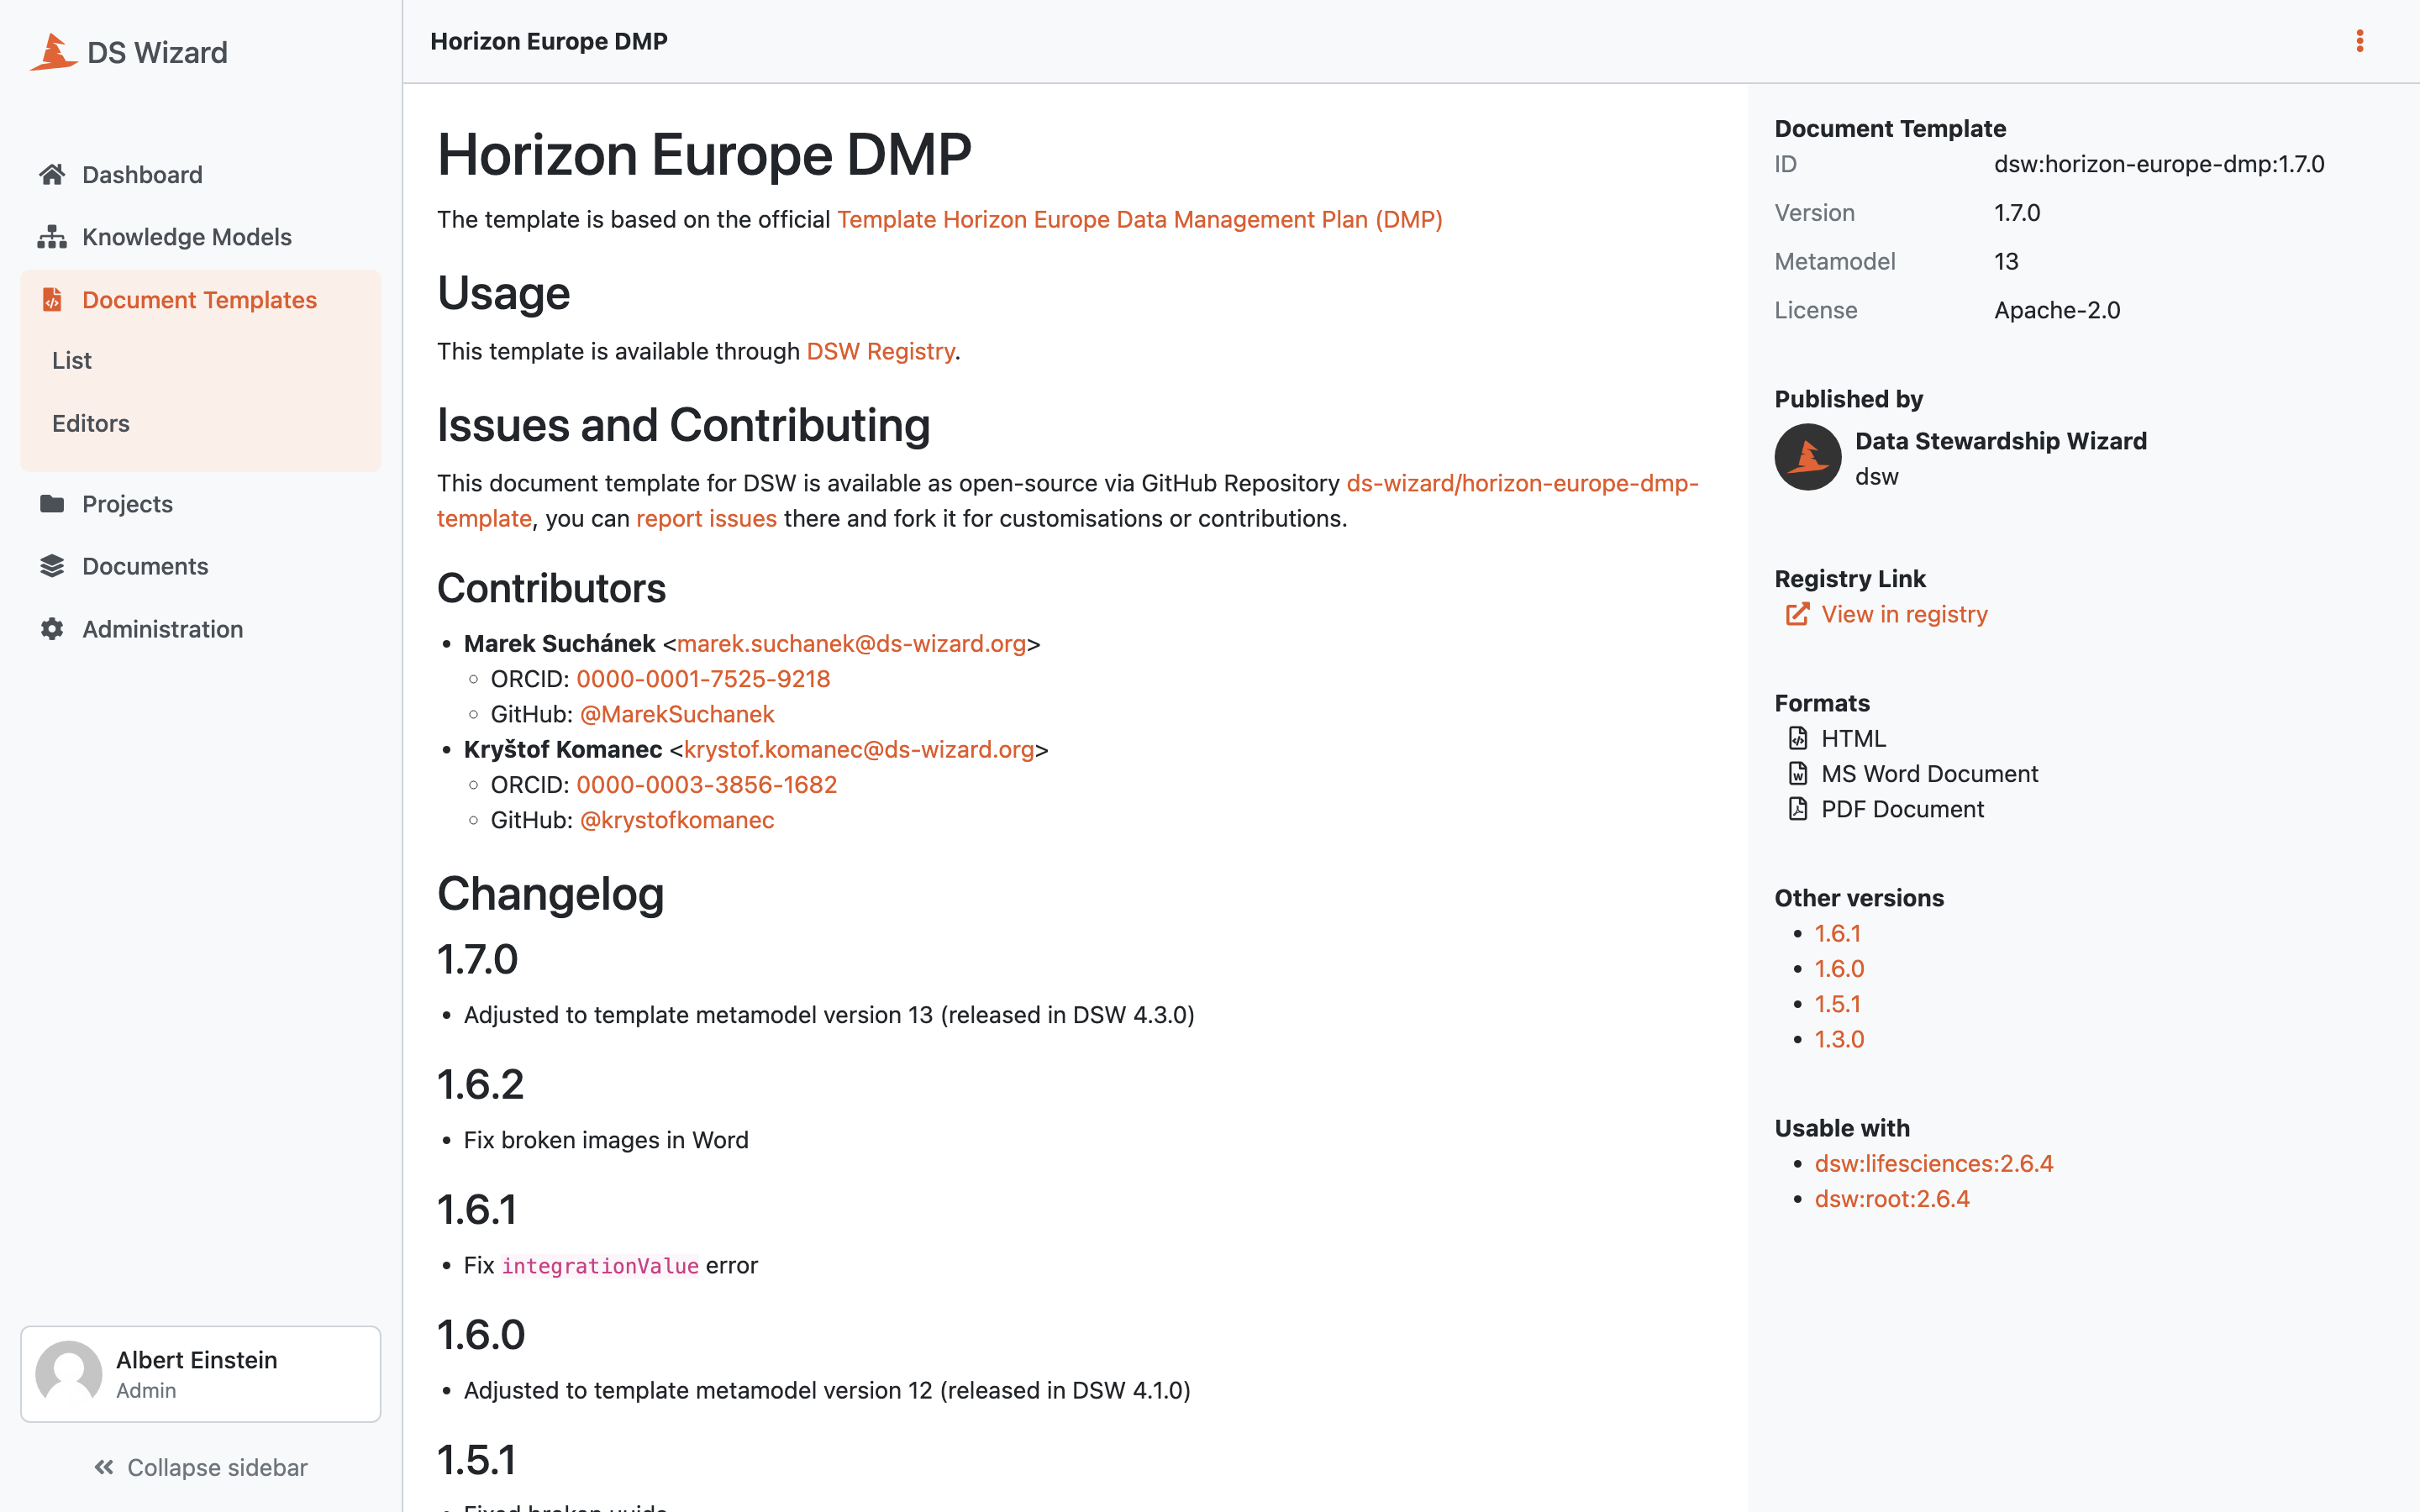 DS Wizard
Dashboard
Knowledge Models
Document Templates
List
Editors
Projects
Documents
Administration
Albert Einstein
Admin
Collapse sidebar
Horizon Europe DMP
Horizon Europe DMP
The template is based on the official Template Horizon Europe Data Management Plan (DMP)
Usage
This template is available through DSW Registry.
Issues and Contributing
This document template for DSW is available as open-source via GitHub Repository ds-wizard/horizon-europe-dmp-
template, you can report issues there and fork it for customisations or contributions.
Contributors
• Marek Suchánek <marek.suchanek@ds-wizard.org>
○ ORCID: 0000-0001-7525-9218
○ GitHub: @MarekSuchanek
• Kryštof Komanec <krystof.komanec@ds-wizard.org>
○ ORCID: 0000-0003-3856-1682
○ GitHub: @krystofkomanec
Changelog
1.7.0
• Adjusted to template metamodel version 13 (released in DSW 4.3.0)
1.6.2
• Fix broken images in Word
1.6.1
• Fix integrationValue error
1.6.0
• Adjusted to template metamodel version 12 (released in DSW 4.1.0)
1.5.1
Document Template
ID dsw:horizon-europe-dmp:1.7.0
Version 1.7.0
Metamodel 13
License Apache-2.0
Published by
Data Stewardship Wizard
dsw
Registry Link
View in registry
Formats
HTML
MS Word Document
PDF Document
Other versions
• 1.6.1
• 1.6.0
• 1.5.1
• 1.3.0
Usable with
• dsw:lifesciences:2.6.4
• dsw:root:2.6.4